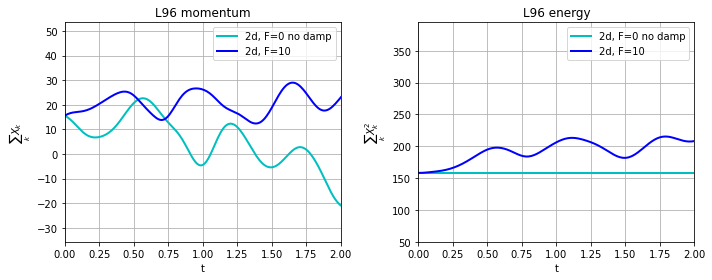 L96 momentum
2d, F=0 no damp
2d, F=10
50
40
30
20
10
0
−10
−20
−30
∑ₖ Xₖ
0.00 0.25 0.50 0.75 1.00 1.25 1.50 1.75 2.00
t
L96 energy
2d, F=0 no damp
2d, F=10
350
300
250
200
150
100
50
∑ₖ Xₖ²
0.00 0.25 0.50 0.75 1.00 1.25 1.50 1.75 2.00
t